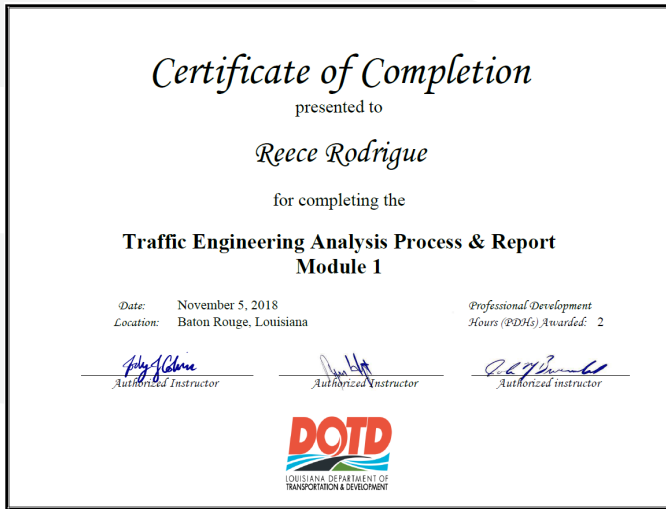 Certificate of Completion
presented to
Reece Rodrigue
for completing the
Traffic Engineering Analysis Process & Report
Module 1
Date: November 5, 2018
Location: Baton Rouge, Louisiana
Professional Development
Hours (PDHs) Awarded: 2
Authorized Instructor
Authorized Instructor
Authorized instructor
DOTD
LOUISIANA DEPARTMENT OF
TRANSPORTATION & DEVELOPMENT